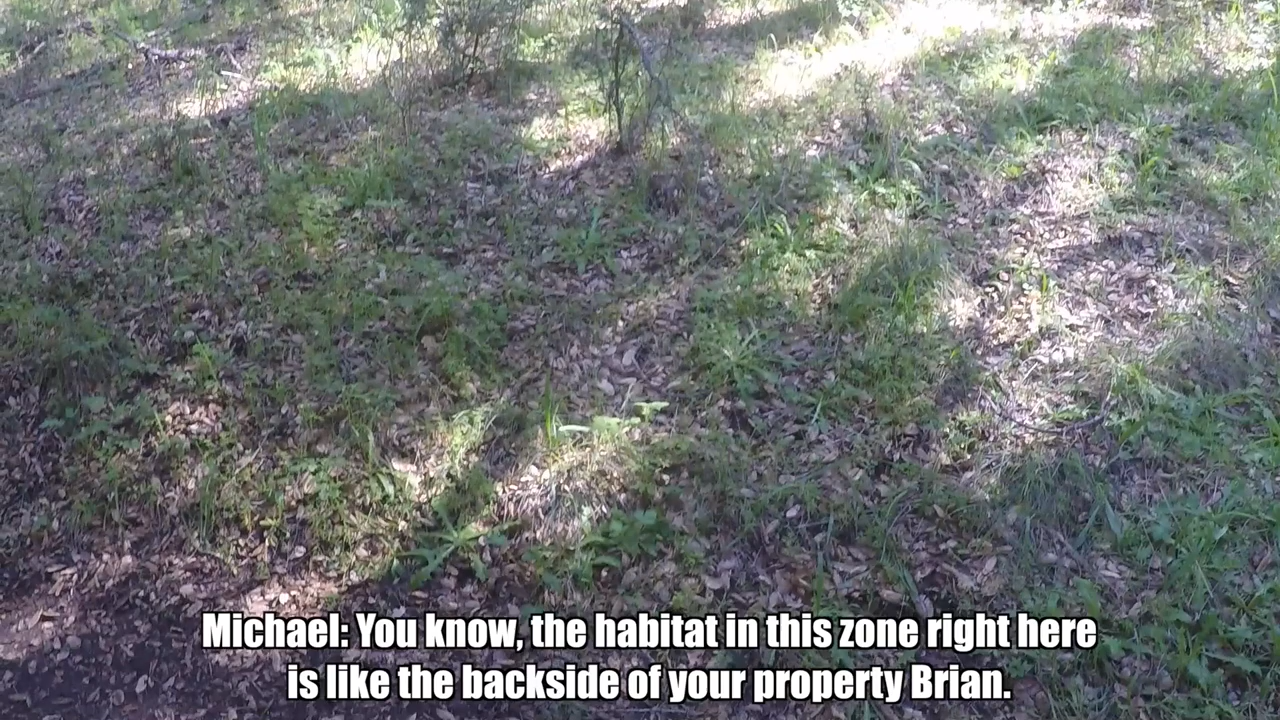 Michael: You know, the habitat in this zone right here
is like the backside of your property Brian.